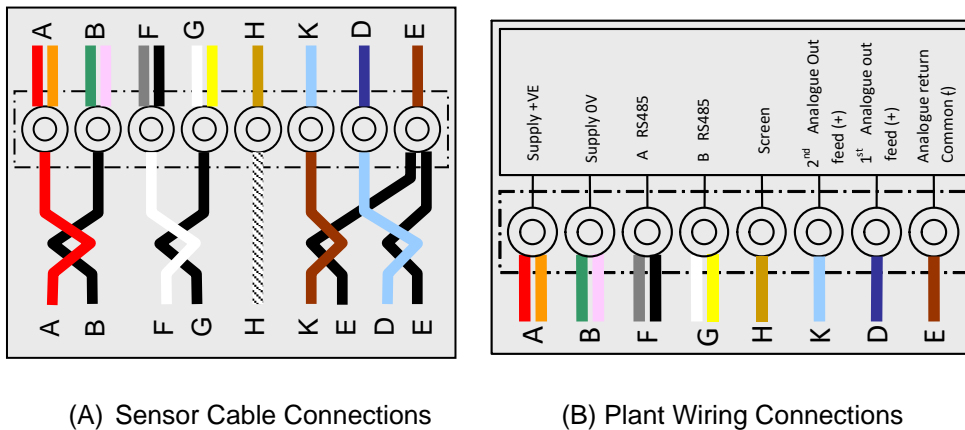 A B F G H K D E
A B F G H K E D E
(A) Sensor Cable Connections
Supply +VE
Supply 0V
A RS485
B RS485
Screen
2nd Analogue Out
feed (+)
1st Analogue out
feed (+)
Analogue return
Common ()
A B F G H K D E
(B) Plant Wiring Connections